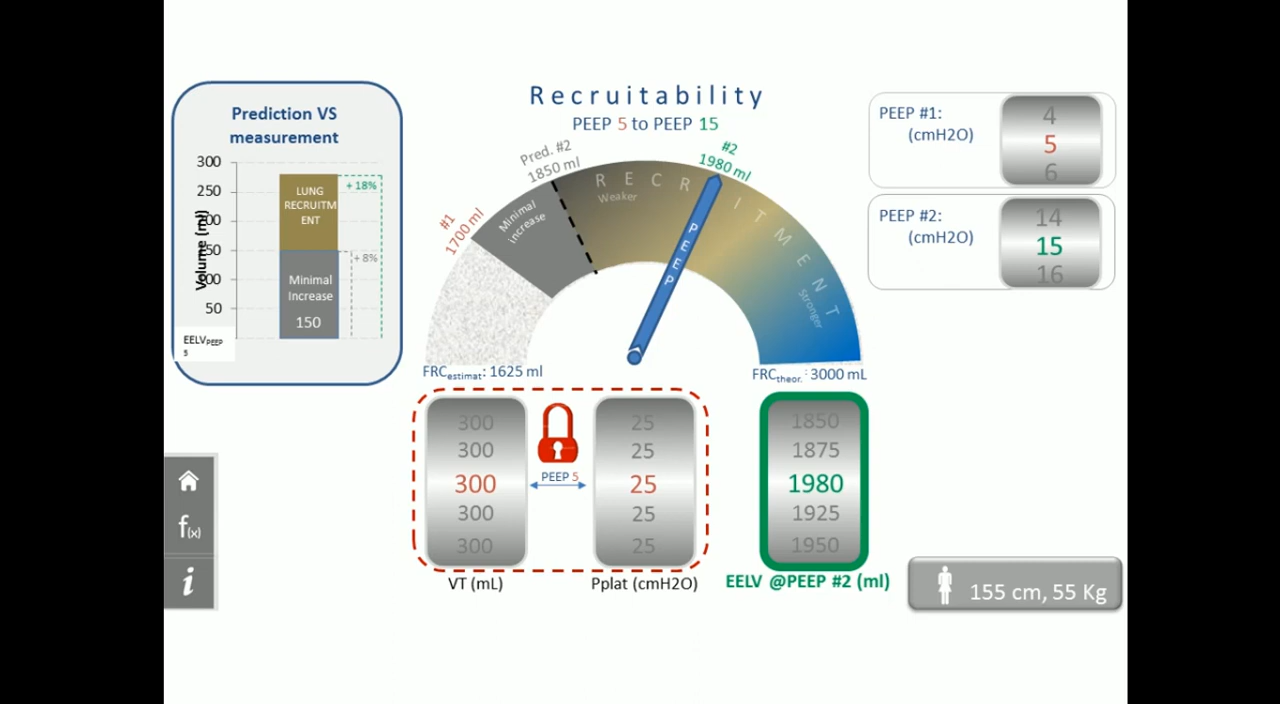 Prediction VS
measurement
300
250
200
150
100
50
Volume (ml)
EELVPEEP
5
LUNG
RECRUITM
ENT
+ 18%
+ 8%
Minimal
Increase
150
Recruitability
PEEP 5 to PEEP 15
#1
1700 ml
Pred. #2
1850 ml
#2
1980 ml
Minimal
increase
RECRUITMENT
Weaker
Stronger
PEEP
FRCestimat.: 1625 ml
FRCtheor.: 3000 mL
PEEP #1:
(cmH2O)
4
5
6
PEEP #2:
(cmH2O)
14
15
16
300
300
300
300
300
VT (mL)
PEEP 5
25
25
25
25
25
Pplat (cmH2O)
1850
1875
1980
1925
1950
EELV @PEEP #2 (ml)
f(x)
i
155 cm, 55 Kg